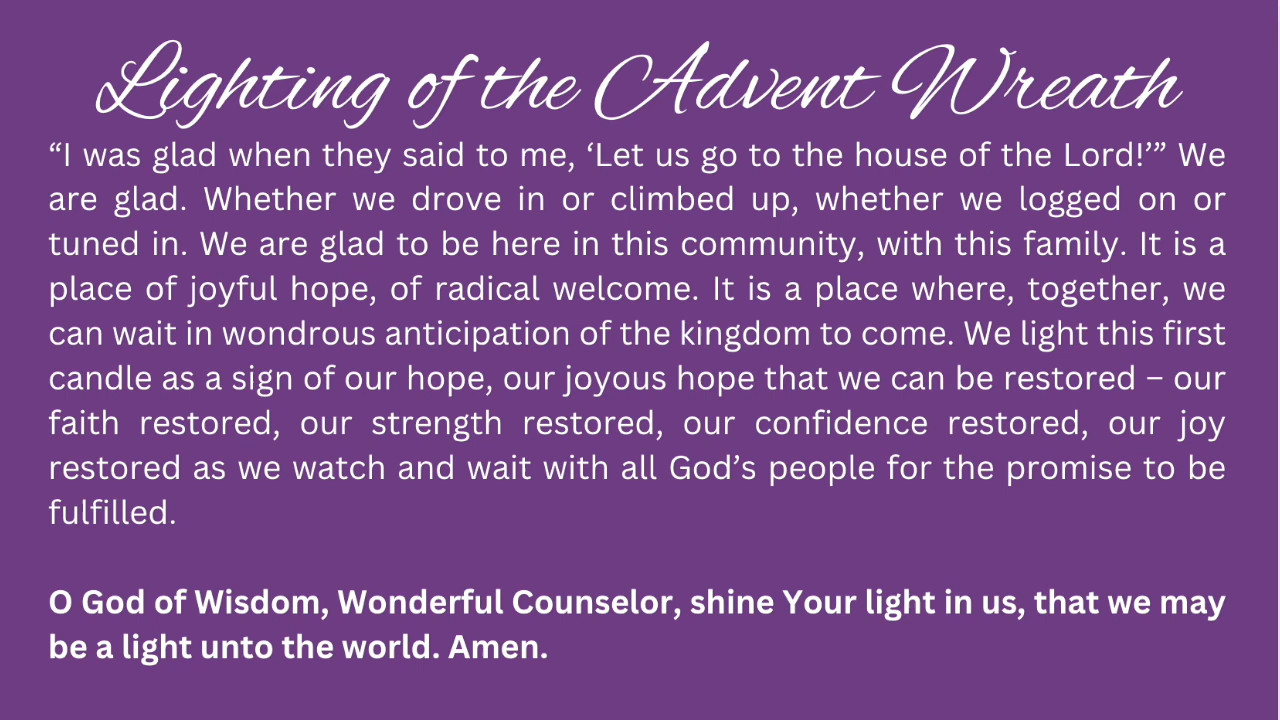 Lighting of the Advent Wreath
“I was glad when they said to me, ‘Let us go to the house of the Lord!’” We
are glad. Whether we drove in or climbed up, whether we logged on or
tuned in. We are glad to be here in this community, with this family. It is a
place of joyful hope, of radical welcome. It is a place where, together, we
can wait in wondrous anticipation of the kingdom to come. We light this first
candle as a sign of our hope, our joyous hope that we can be restored – our
faith restored, our strength restored, our confidence restored, our joy
restored as we watch and wait with all God’s people for the promise to be
fulfilled.
O God of Wisdom, Wonderful Counselor, shine Your light in us, that we may
be a light unto the world. Amen.